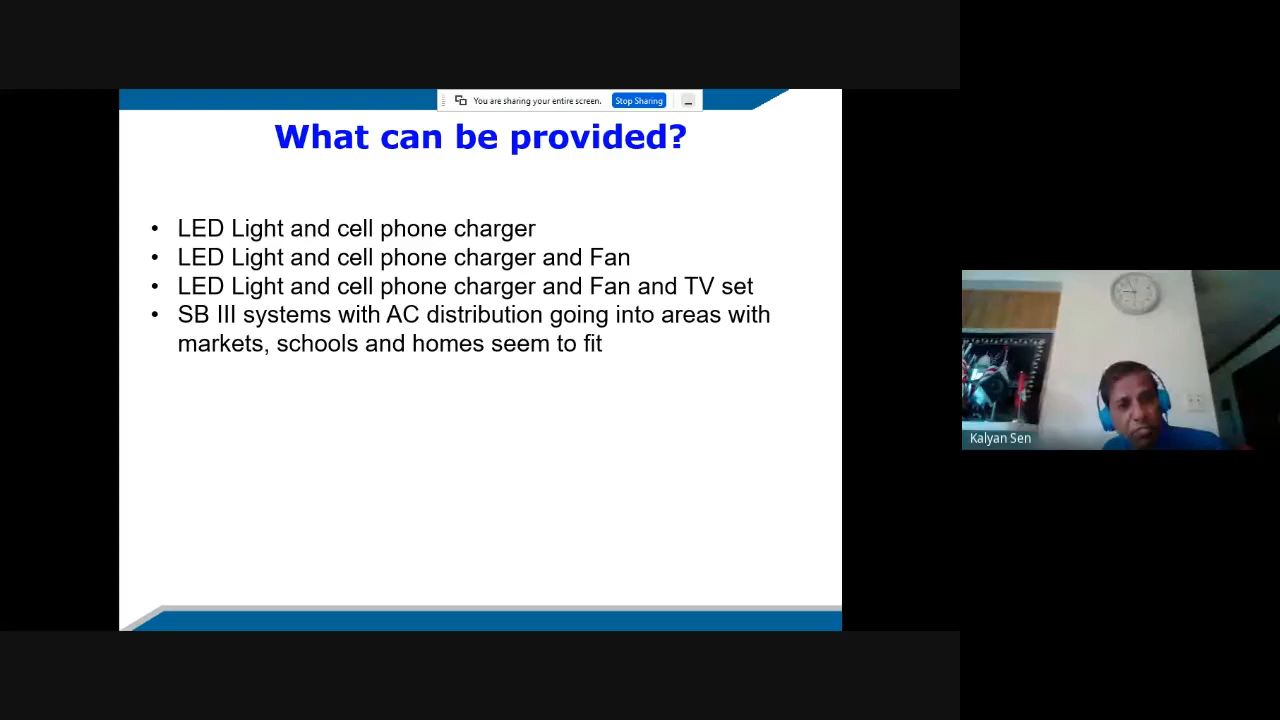 You are sharing your entire screen. Stop Sharing
What can be provided?
• LED Light and cell phone charger
• LED Light and cell phone charger and Fan
• LED Light and cell phone charger and Fan and TV set
• SB III systems with AC distribution going into areas with
markets, schools and homes seem to fit
Kalyan Sen